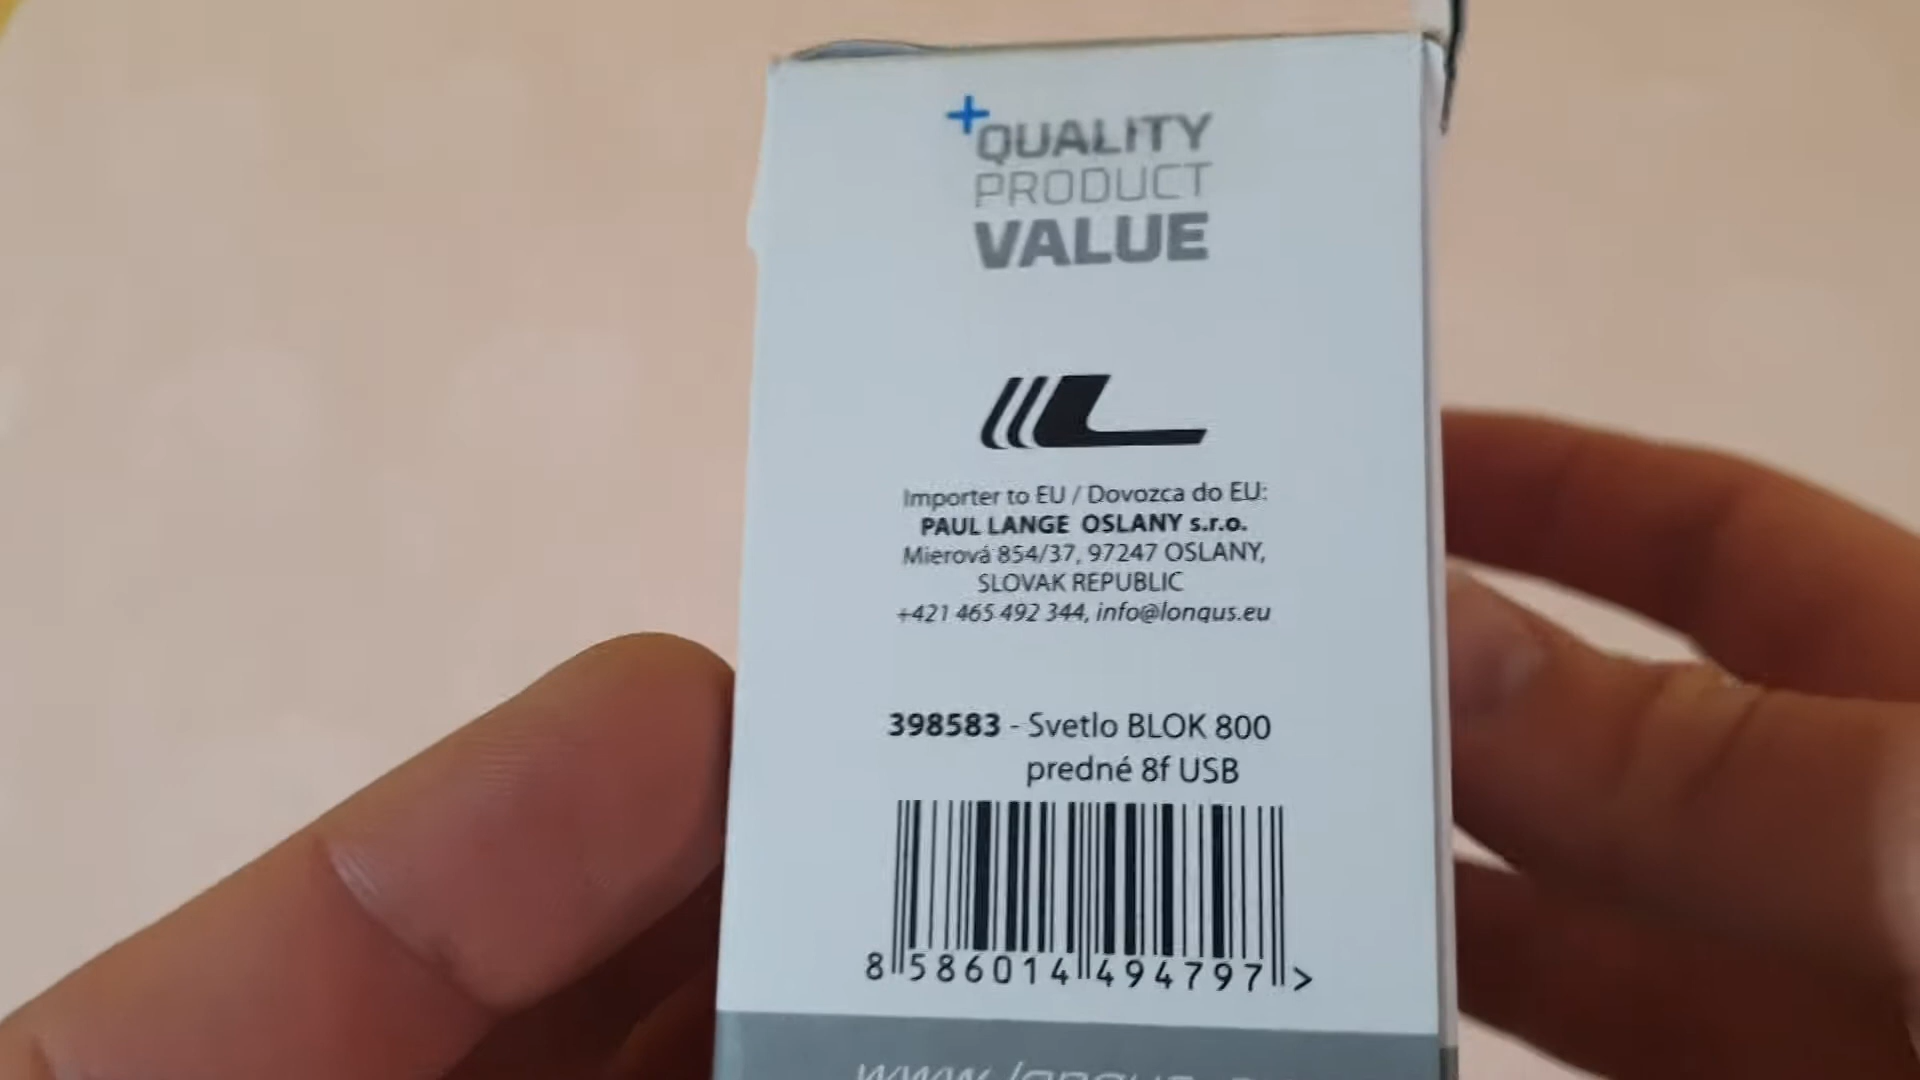 +QUALITY
PRODUCT
VALUE
Importer to EU / Dovozca do EU:
PAUL LANGE OSLANY s.r.o.
Mierová 854/37, 97247 OSLANY,
SLOVAK REPUBLIC
+421 465 492 344, info@longus.eu
398583 - Svetlo BLOK 800
predné 8f USB
8 586014 494797 >